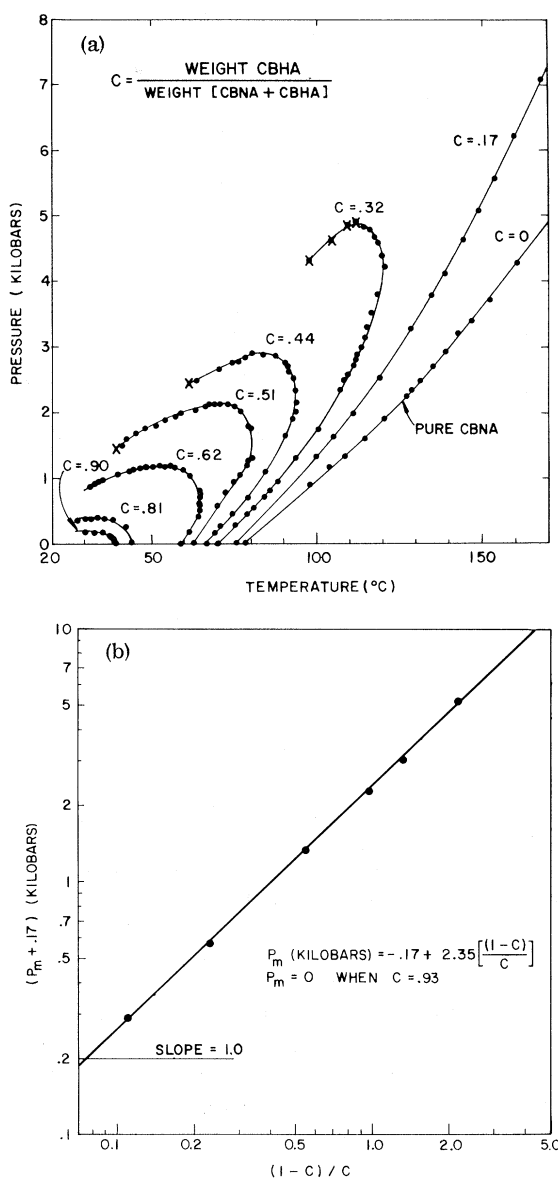 (a)
C = WEIGHT CBHA
WEIGHT [CBNA + CBHA]
PRESSURE (KILOBARS)
8
7
6
5
4
3
2
1
0
C=.17
C=.32
C=0
C=.44
C=.51
PURE CBNA
C=.90
C=.62
C=.81
20
50
100
150
TEMPERATURE (°C)
(b)
(Pm + .17) (KILOBARS)
10
7
5
2
1
.7
.5
.2
.1
Pm (KILOBARS) = -.17 + 2.35 [(1-C)/C]
Pm = 0 WHEN C = .93
SLOPE = 1.0
0.1
0.2
0.5
1.0
2.0
5.0
(1-C) / C